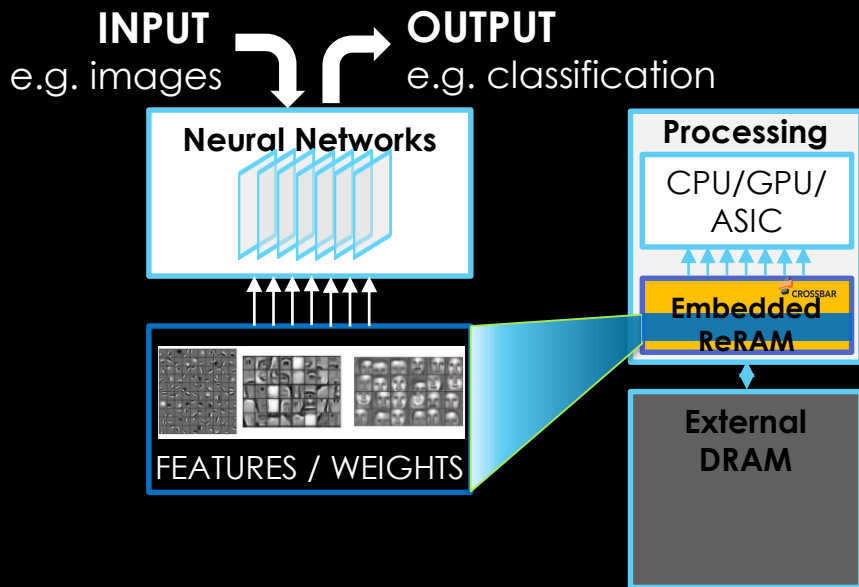 INPUT
e.g. images
OUTPUT
e.g. classification
Neural Networks
FEATURES / WEIGHTS
Processing
CPU/GPU/
ASIC
CROSSBAR
Embedded
ReRAM
External
DRAM